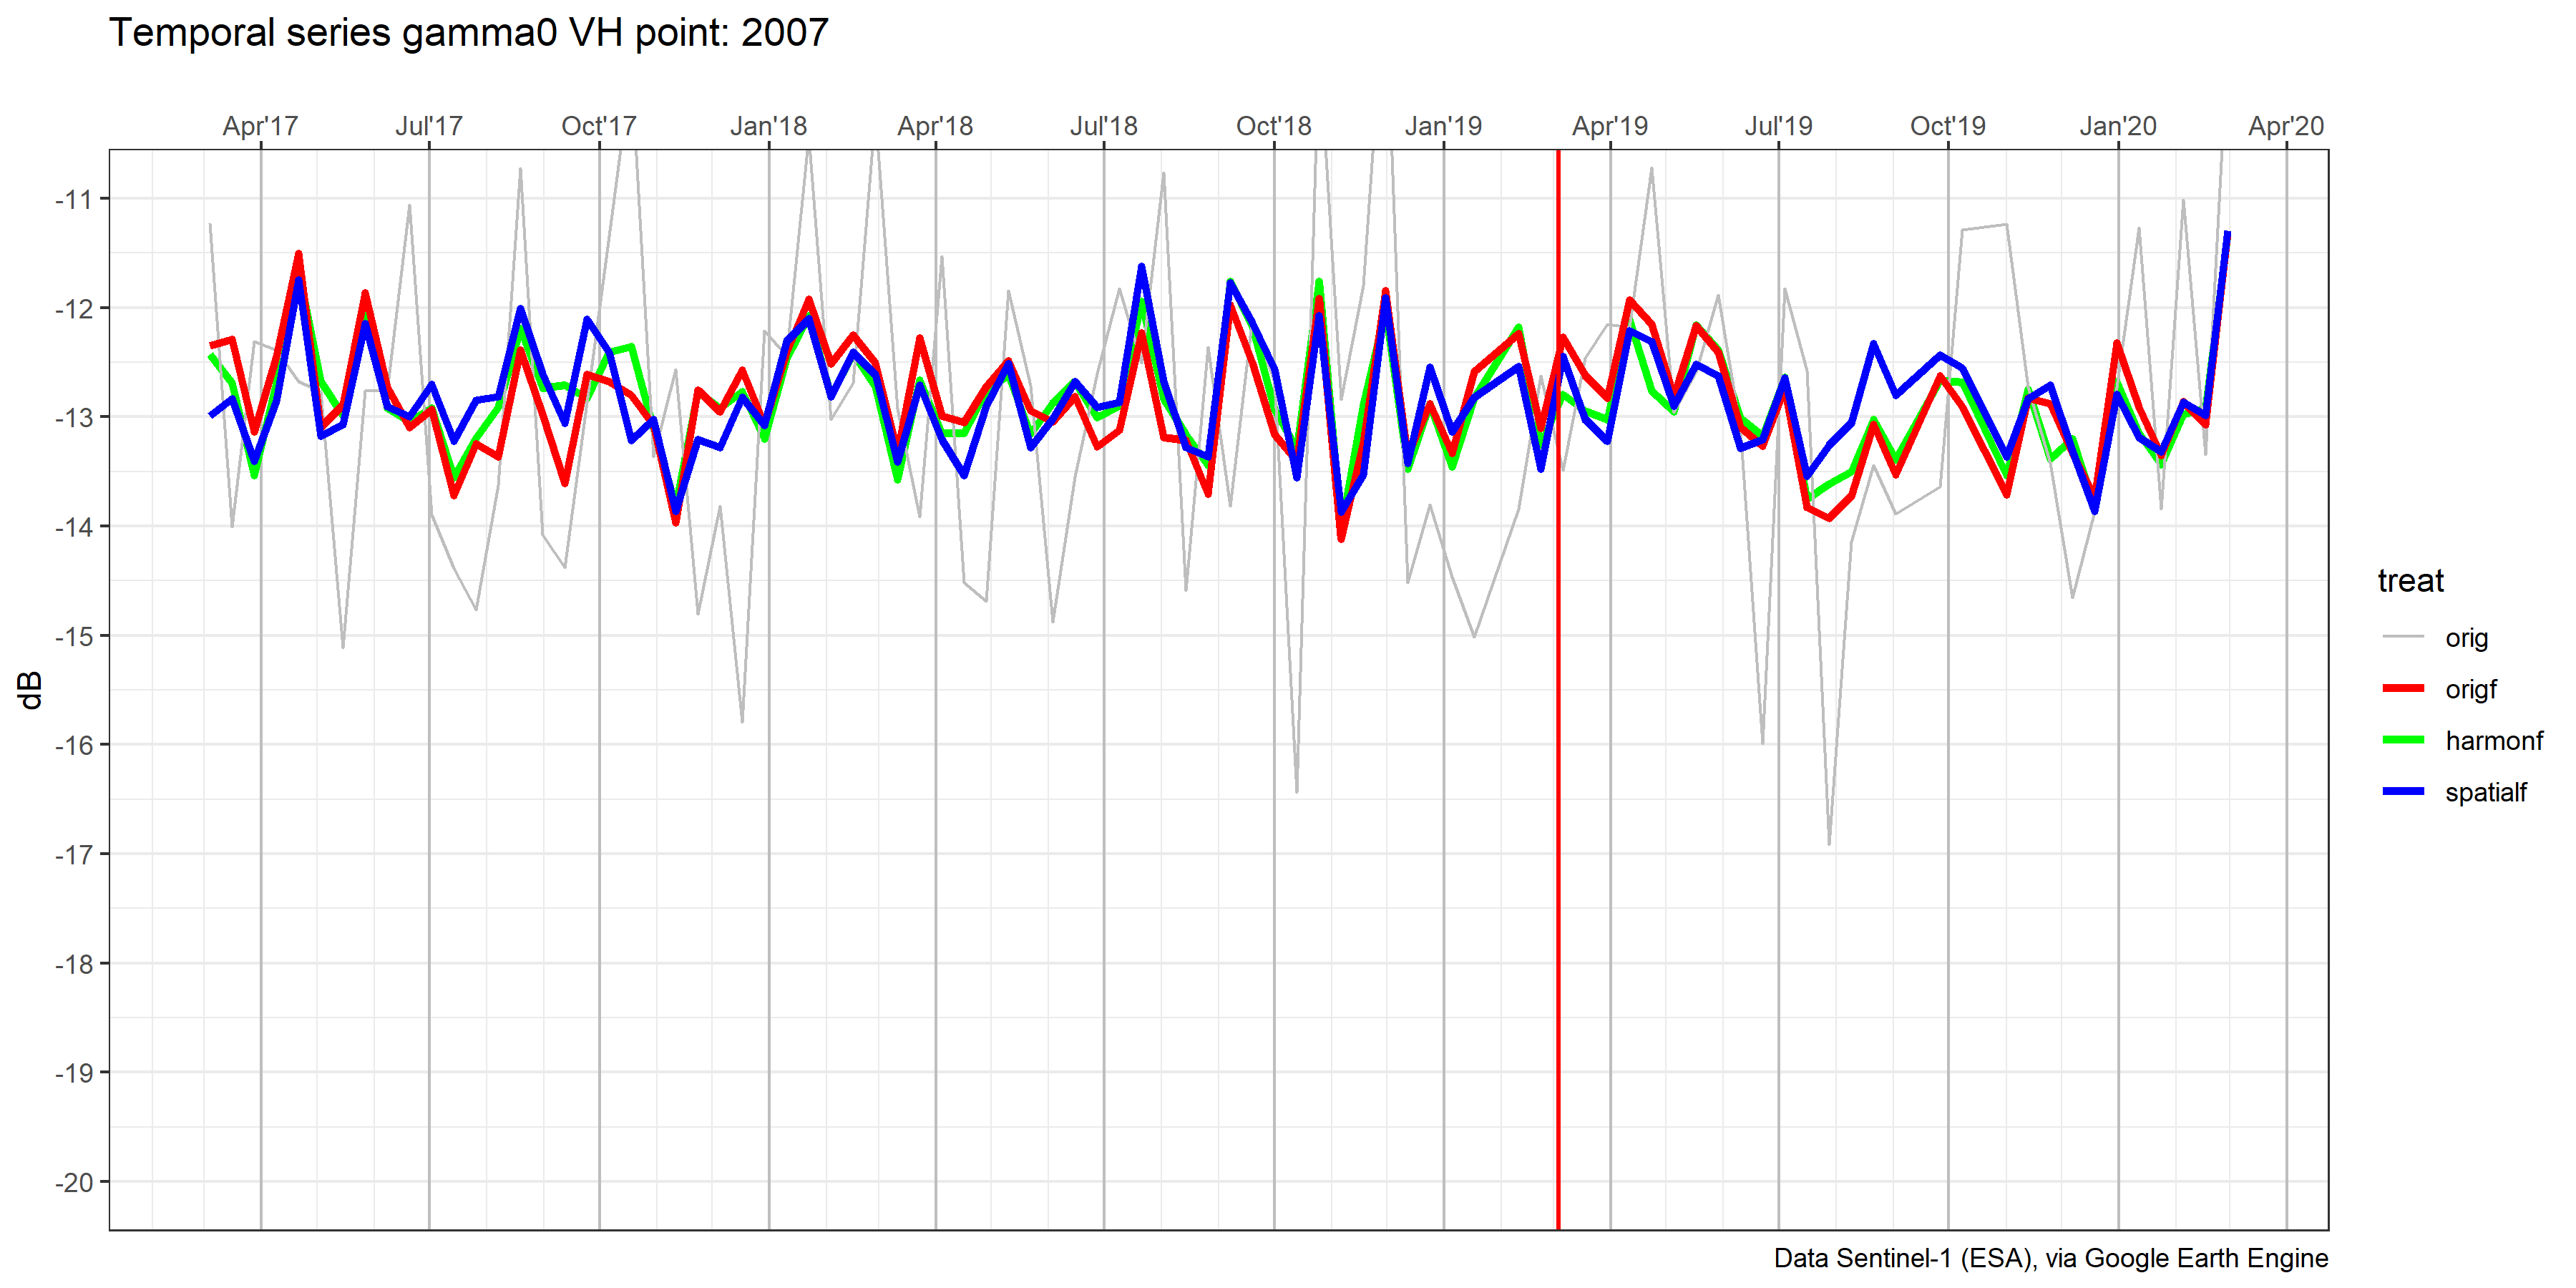 Temporal series gamma0 VH point: 2007
Apr'17 Jul'17 Oct'17 Jan'18 Apr'18 Jul'18 Oct'18 Jan'19 Apr'19 Jul'19 Oct'19 Jan'20 Apr'20
-11
-12
-13
-14
-15
-16
-17
-18
-19
-20
dB
treat
orig
origf
harmonf
spatialf
Data Sentinel-1 (ESA), via Google Earth Engine